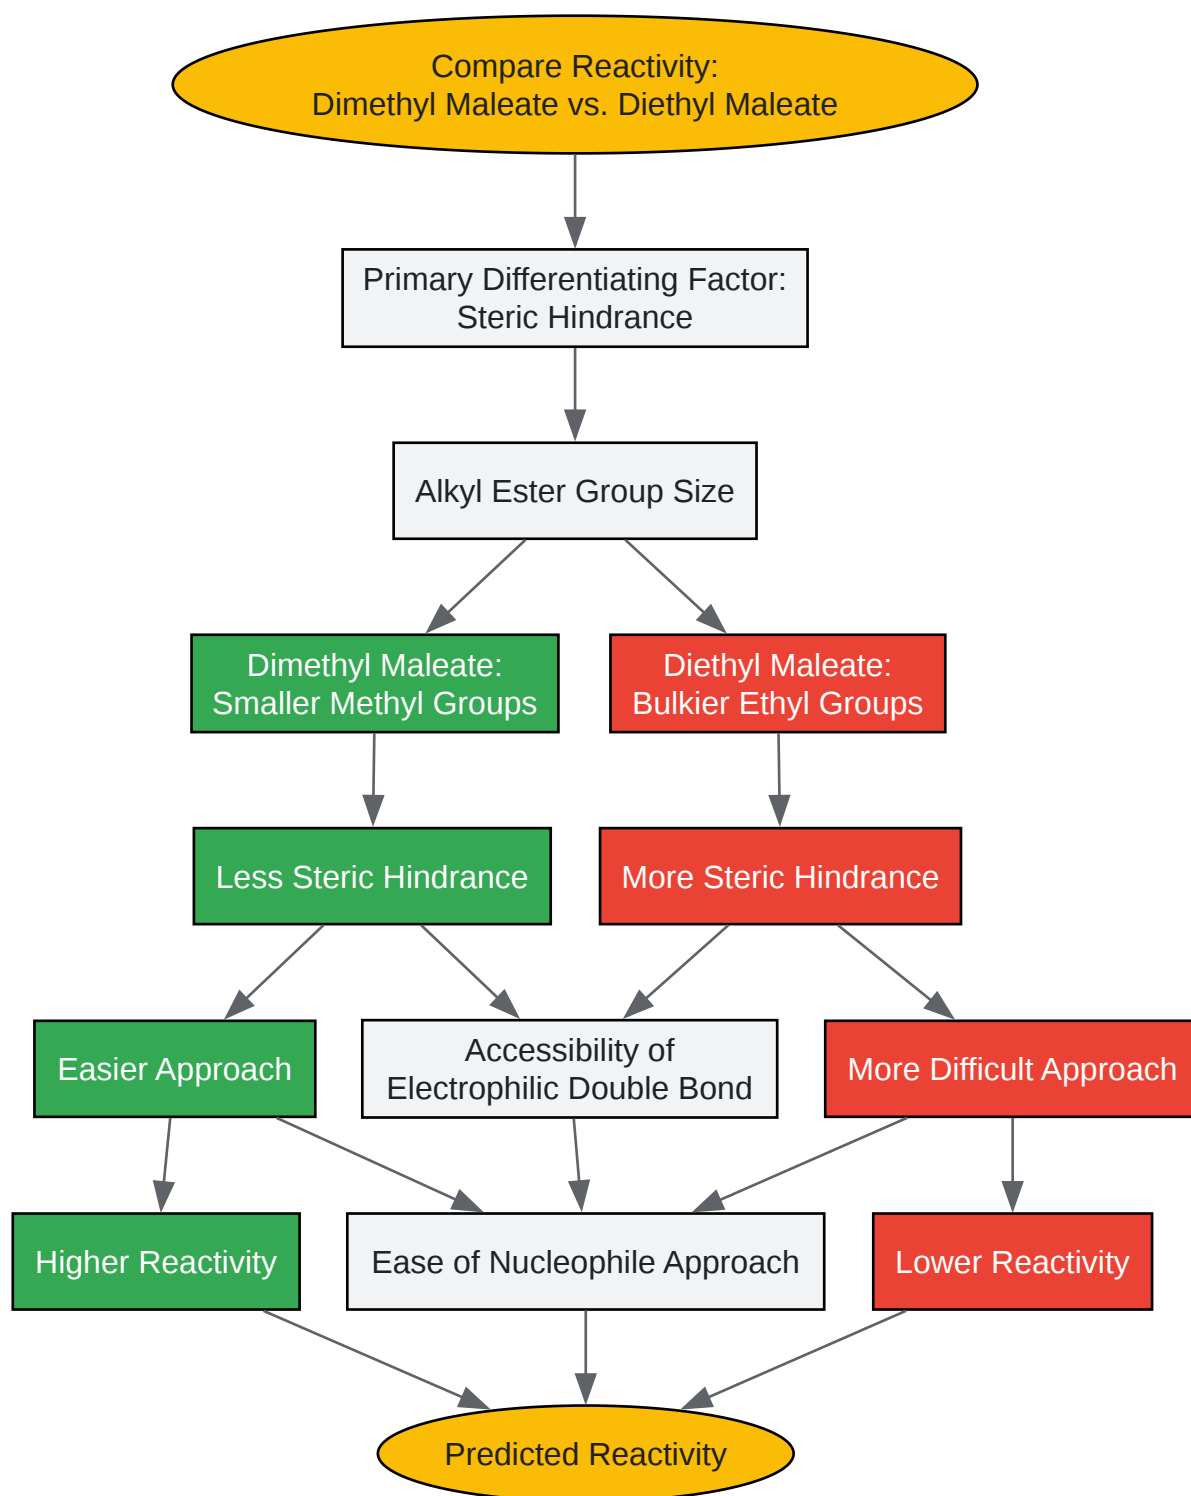 Compare Reactivity:
Dimethyl Maleate vs. Diethyl Maleate
Primary Differentiating Factor:
Steric Hindrance
Alkyl Ester Group Size
Dimethyl Maleate:
Smaller Methyl Groups
Diethyl Maleate:
Bulkier Ethyl Groups
Less Steric Hindrance
More Steric Hindrance
Easier Approach
Accessibility of
Electrophilic Double Bond
More Difficult Approach
Higher Reactivity
Ease of Nucleophile Approach
Lower Reactivity
Predicted Reactivity